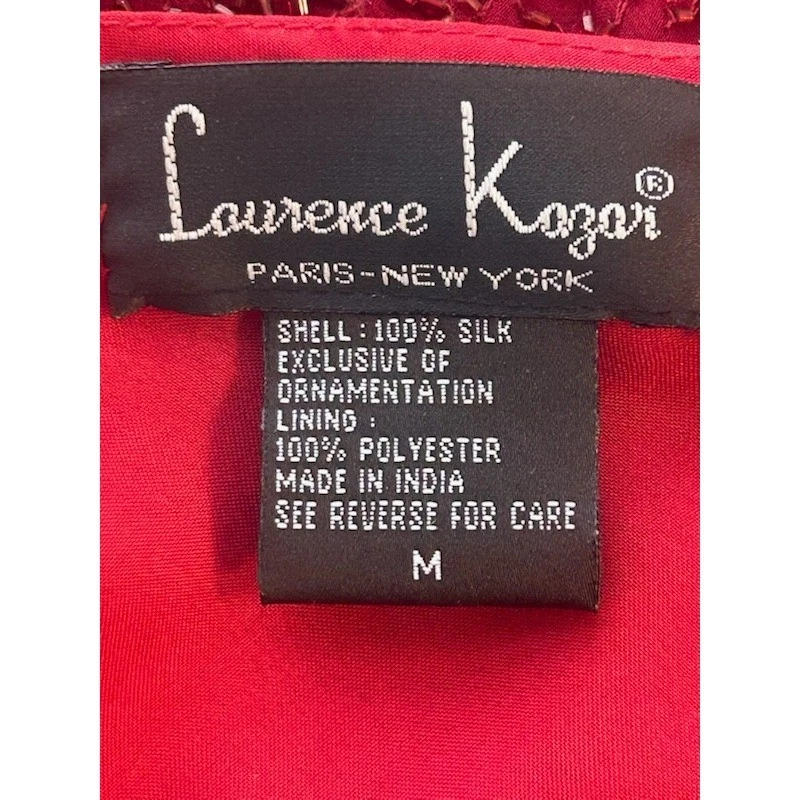 Lawrence Kazar®
PARIS-NEW YORK
SHELL : 100% SILK
EXCLUSIVE OF
ORNAMENTATION
LINING :
100% POLYESTER
MADE IN INDIA
SEE REVERSE FOR CARE
M